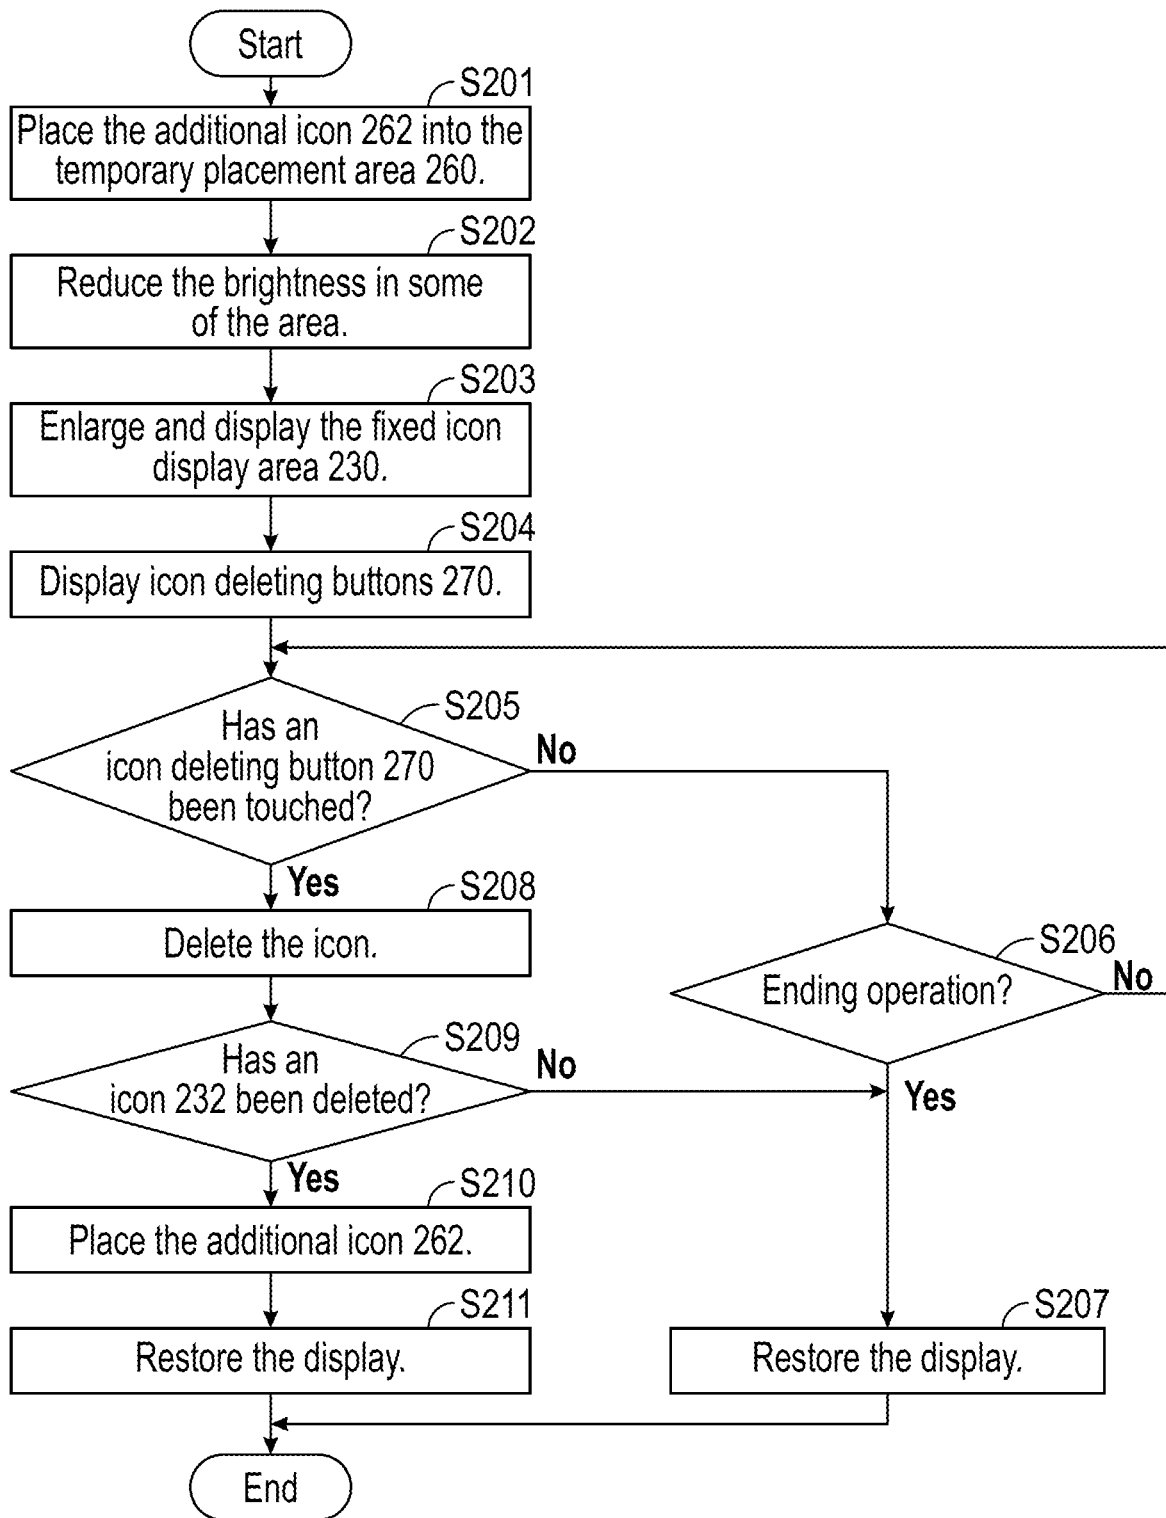 Start
S201
Place the additional icon 262 into the
temporary placement area 260.
S202
Reduce the brightness in some
of the area.
S203
Enlarge and display the fixed icon
display area 230.
S204
Display icon deleting buttons 270.
S205
Has an
icon deleting button 270
been touched?
No
Yes
S208
Delete the icon.
S206
Ending operation?
No
Yes
S209
Has an
icon 232 been deleted?
No
Yes
S210
Place the additional icon 262.
S211
Restore the display.
S207
Restore the display.
End